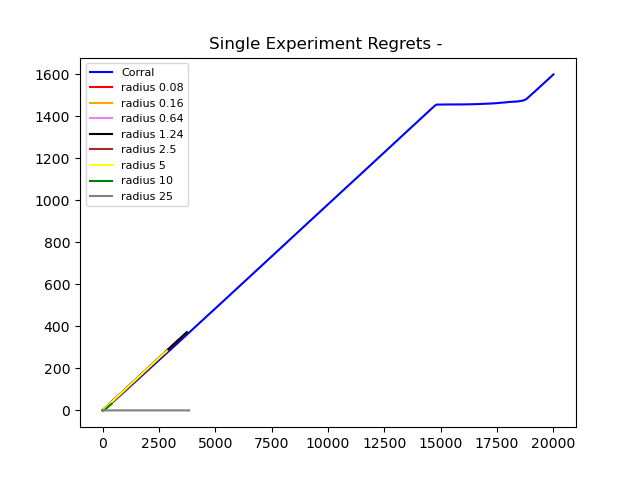 Single Experiment Regrets -
1600
1400
1200
1000
800
600
400
200
0
Corral
radius 0.08
radius 0.16
radius 0.64
radius 1.24
radius 2.5
radius 5
radius 10
radius 25
0 2500 5000 7500 10000 12500 15000 17500 20000